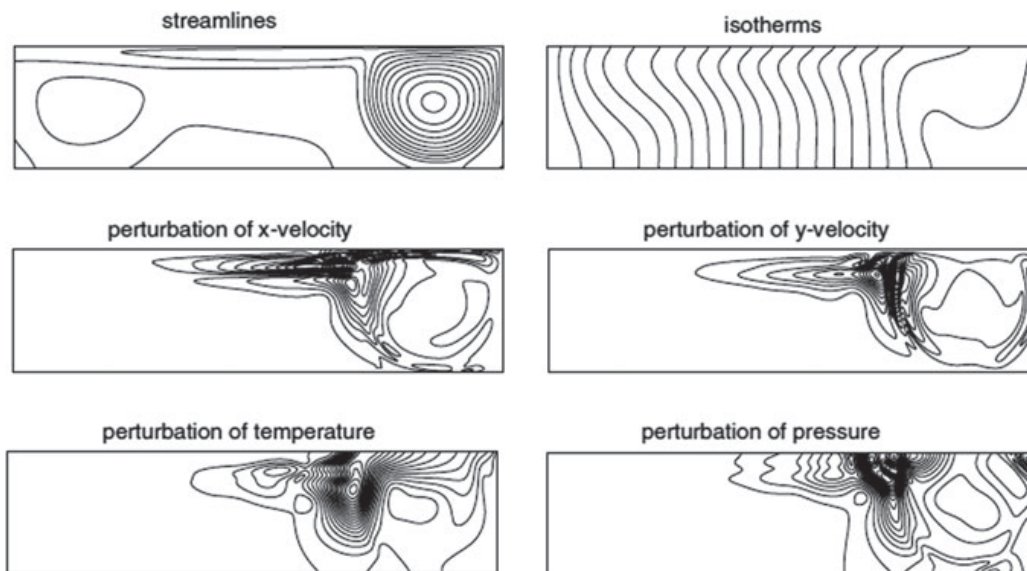 streamlines
isotherms
perturbation of x-velocity
perturbation of y-velocity
perturbation of temperature
perturbation of pressure